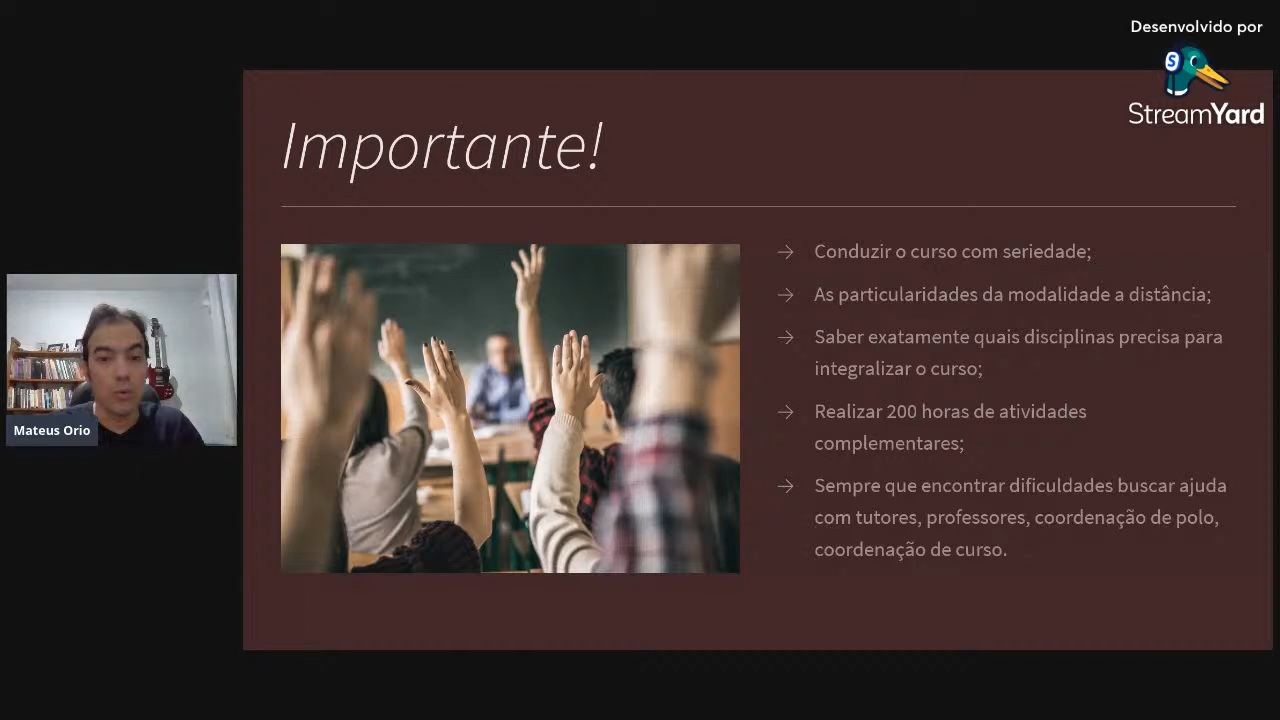 Desenvolvido por
StreamYard
Importante!
→ Conduzir o curso com seriedade;
→ As particularidades da modalidade a distância;
→ Saber exatamente quais disciplinas precisa para
integralizar o curso;
→ Realizar 200 horas de atividades
complementares;
→ Sempre que encontrar dificuldades buscar ajuda
com tutores, professores, coordenação de polo,
coordenação de curso.
Mateus Orio